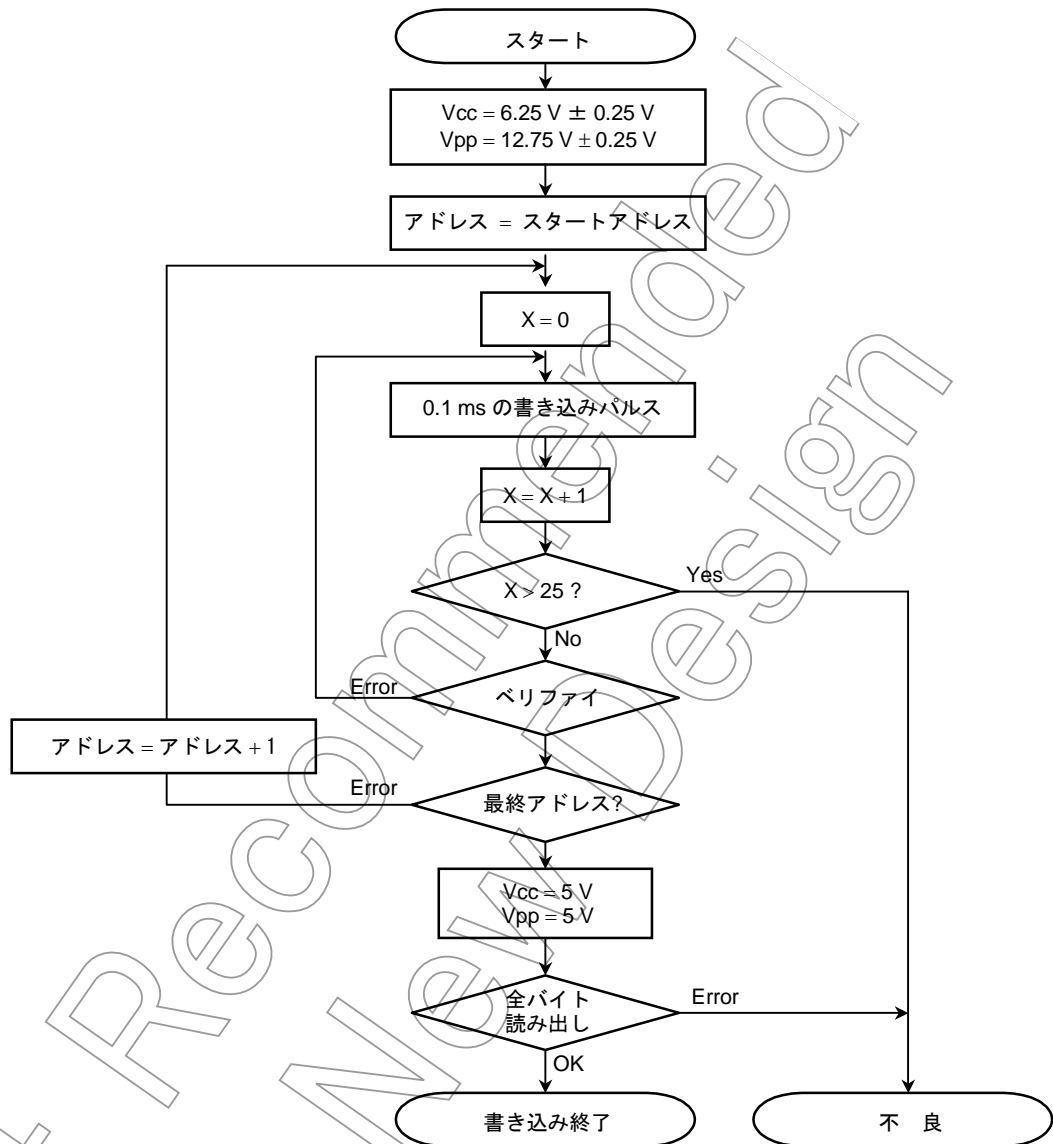 スタート
Vcc = 6.25 V ± 0.25 V
Vpp = 12.75 V ± 0.25 V
アドレス = スタートアドレス
X = 0
0.1 ms の書き込みパルス
X = X + 1
X > 25 ?
Yes
No
ベリファイ
Error
アドレス = アドレス + 1
最終アドレス?
Error
Vcc = 5 V
Vpp = 5 V
全バイト
読み出し
Error
OK
書き込み終了
不 良
Recommended
New Design